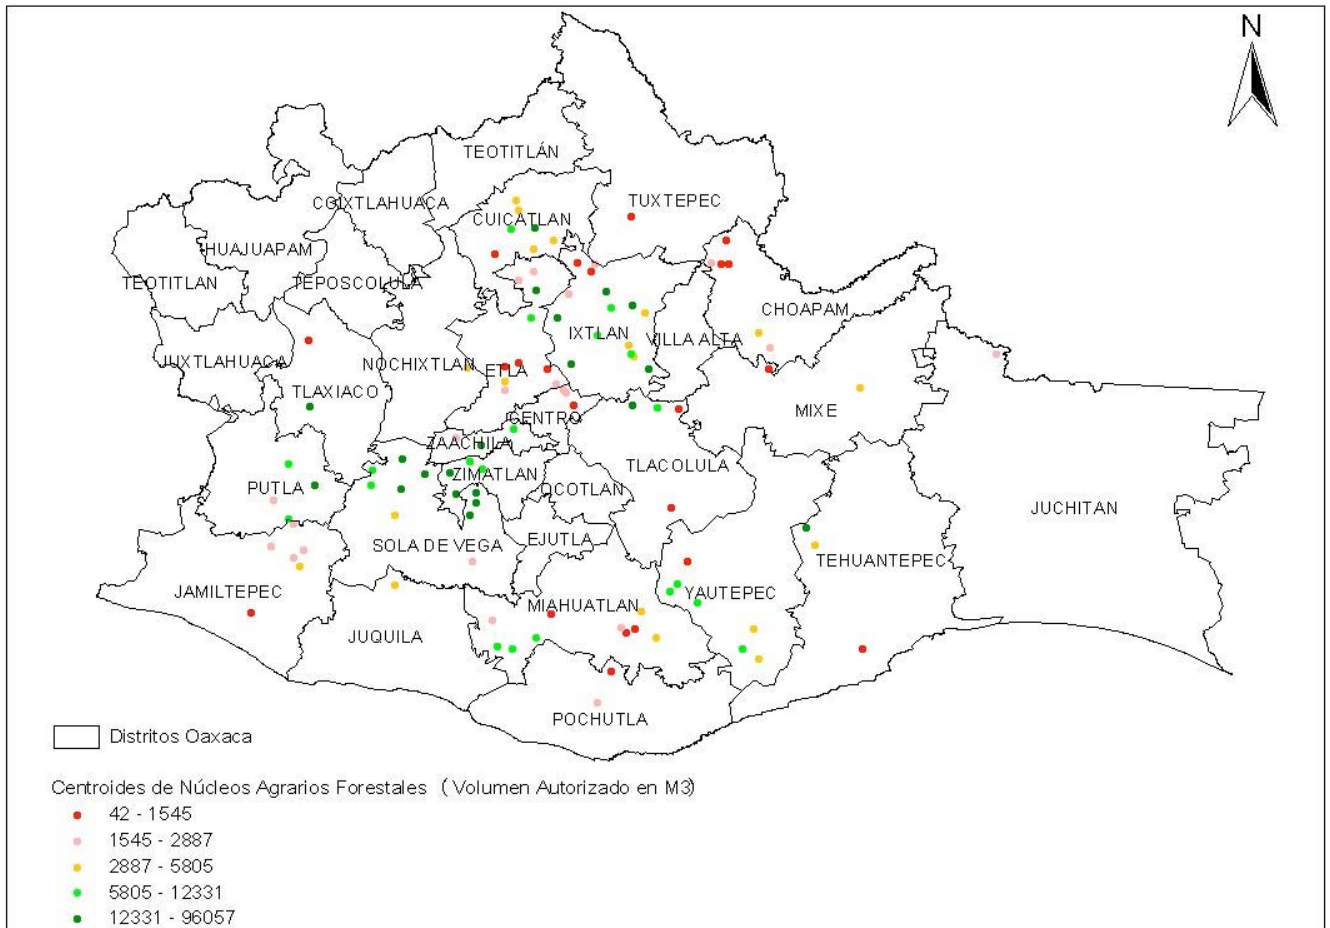 N
TEOTITLÁN
COIXTLAHUACA
TUXTEPEC
CUICATLAN
HUAJUAPAM
TEOTITLAN
TEPOSCOLULA
CHOAPAM
IXTLAN
VILLA ALTA
JUXTLAHUACA
NOCHIXTLAN
ETLA
TLAXIACO
MIXE
CENTRO
ZAACHILA
TLACOLULA
ZIMATLAN
PUTLA
OCOTLAN
JUCHITAN
EJUTLA
SOLA DE VEGA
TEHUANTEPEC
JAMILTEPEC
YAUTEPEC
MIAHUATLAN
JUQUILA
POCHUTLA
Distritos Oaxaca
Centroides de Núcleos Agrarios Forestales (Volumen Autorizado en M3)
42 - 1545
1545 - 2887
2887 - 5805
5805 - 12331
12331 - 96057